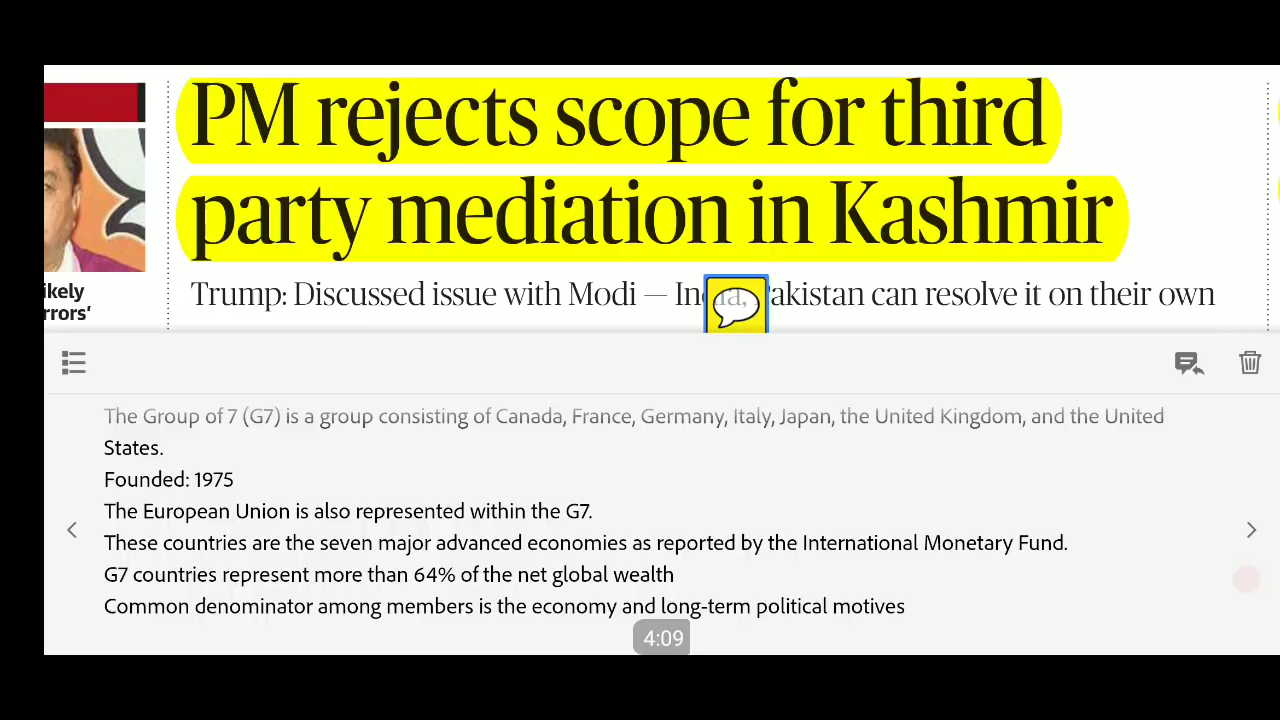 PM rejects scope for third
party mediation in Kashmir
Trump: Discussed issue with Modi — India, Pakistan can resolve it on their own
ikely
rrors'
The Group of 7 (G7) is a group consisting of Canada, France, Germany, Italy, Japan, the United Kingdom, and the United
States.
Founded: 1975
The European Union is also represented within the G7.
These countries are the seven major advanced economies as reported by the International Monetary Fund.
G7 countries represent more than 64% of the net global wealth
Common denominator among members is the economy and long-term political motives
4:09